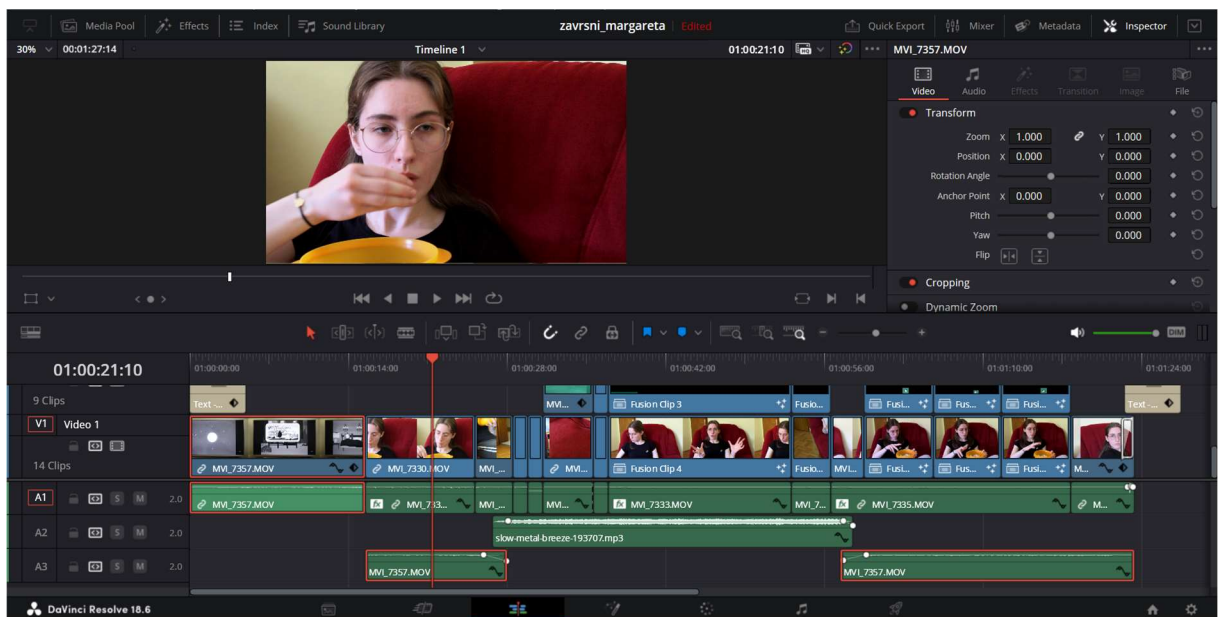 Media Pool Effects Index Sound Library zavrsni_margareta Edited Quick Export Mixer Metadata Inspector
30% 00:01:27:14 Timeline 1 01:00:21:10 MVI_7357.MOV
Video Audio Effects Transition Image File
Transform
Zoom X 1.000 Y 1.000
Position X 0.000 Y 0.000
Rotation Angle 0.000
Anchor Point X 0.000 Y 0.000
Pitch 0.000
Yaw 0.000
Flip
Cropping
Dynamic Zoom
DIM
01:00:21:10 01:00:00:00 01:00:14:00 01:00:28:00 01:00:42:00 01:00:56:00 01:01:10:00 01:01:24:00
9 Clips Text -... MVI... Fusion Clip 3 Fusio... Fusi... Fus... Fusi... Text -...
V1 Video 1
14 Clips MVI_7357.MOV MVI_7330.MOV MVI_... MVI... Fusion Clip 4 Fusio... MVI... Fusi... Fus... Fusi... M...
A1 S M 2.0 MVI_7357.MOV fx MVI_733... MVI_... MVI... fx MVI_7333.MOV MVI_7... fx MVI_7335.MOV M...
A2 S M 2.0 slow-metal-breeze-193707.mp3
A3 S M 2.0 MVI_7357.MOV MVI_7357.MOV
DaVinci Resolve 18.6